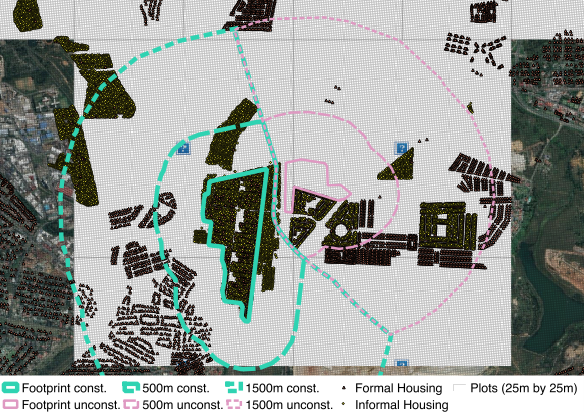 ?
?
?
Footprint const. 500m const. 1500m const. Formal Housing Plots (25m by 25m)
Footprint unconst. 500m unconst. 1500m unconst. Informal Housing